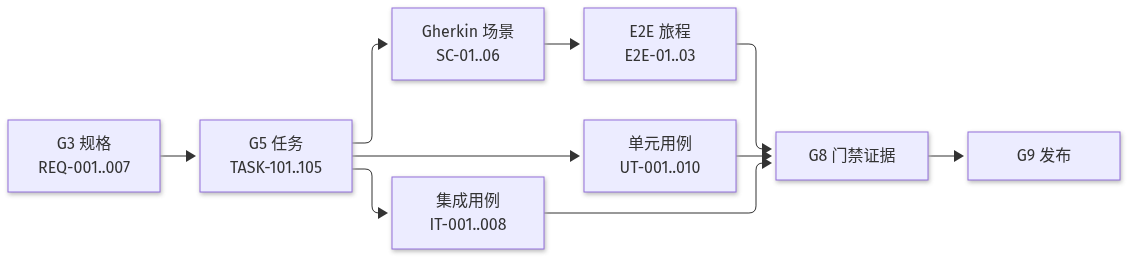 G3 规格
REQ-001..007
G5 任务
TASK-101..105
Gherkin 场景
SC-01..06
E2E 旅程
E2E-01..03
单元用例
UT-001..010
集成用例
IT-001..008
G8 门禁证据
G9 发布